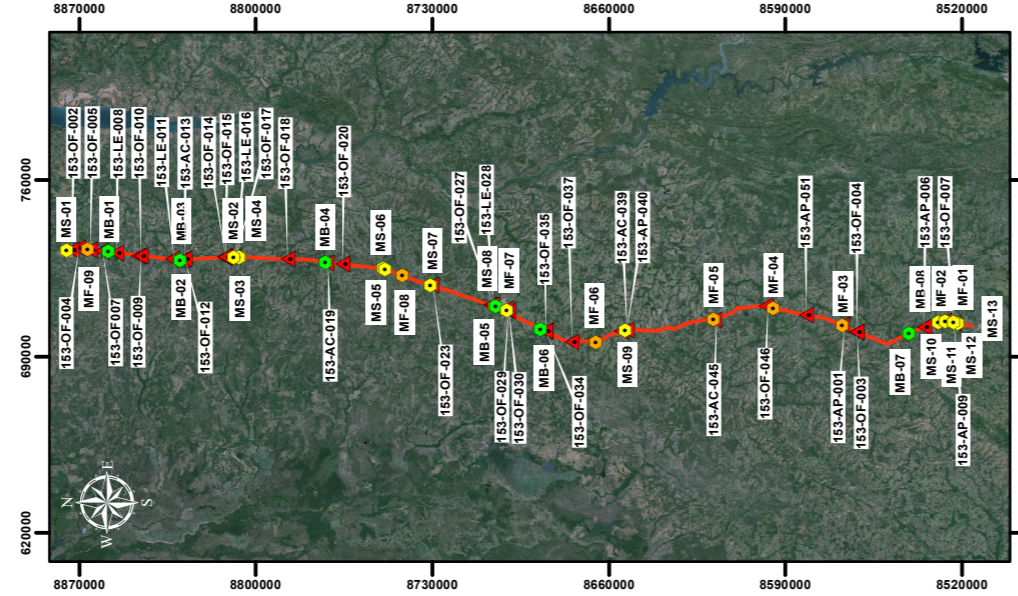 8870000
8800000
8730000
8660000
8590000
8520000
760000
690000
620000
153-OF-002
153-OF-005
153-LE-008
153-OF-010
153-LE-011
153-AC-013
153-OF-014
153-OF-015
153-LE-016
153-OF-017
153-OF-018
153-OF-020
153-OF-027
153-LE-028
153-OF-035
153-OF-037
153-AC-039
153-AP-040
153-AP-051
153-OF-004
153-AP-006
153-OF-007
MS-01
MB-01
MB-03
MS-02
MS-04
MB-04
MS-06
MS-07
MS-08
MF-07
MF-06
MF-05
MF-04
MF-03
MB-08
MF-02
MF-01
MS-13
153-OF-004
MF-09
153-OF007
153-OF-009
MB-02
153-OF-012
MS-03
153-AC-019
MS-05
MF-08
153-OF-023
MB-05
153-OF-029
153-OF-030
MB-06
153-OF-034
MS-09
153-AC-045
153-OF-046
153-AP-001
153-OF-003
MB-07
MS-10
MS-11
MS-12
153-AP-009
N
E
S
W
8870000
8800000
8730000
8660000
8590000
8520000